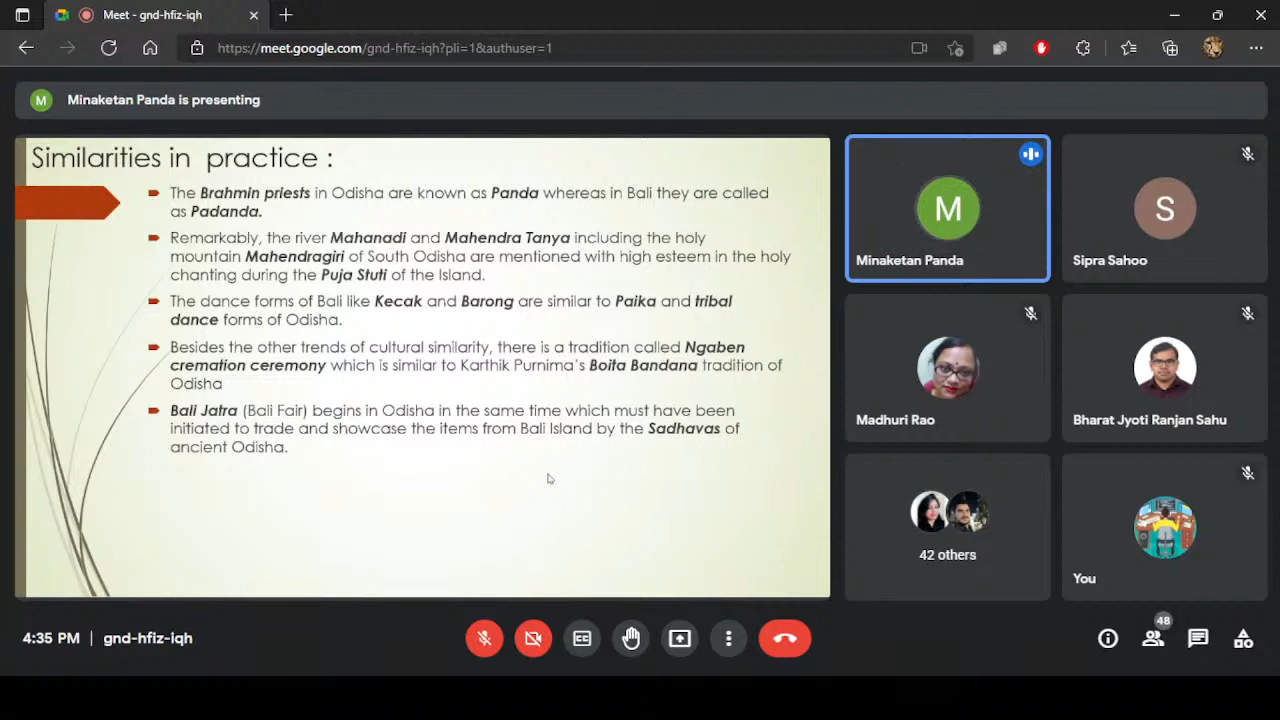 Meet - gnd-hfiz-iqh
https://meet.google.com/gnd-hfiz-iqh?pli=1&authuser=1
M
Minaketan Panda is presenting
Similarities in practice :
The Brahmin priests in Odisha are known as Panda whereas in Bali they are called
as Padanda.
Remarkably, the river Mahanadi and Mahendra Tanya including the holy
mountain Mahendragiri of South Odisha are mentioned with high esteem in the holy
chanting during the Puja Stuti of the Island.
The dance forms of Bali like Kecak and Barong are similar to Paika and tribal
dance forms of Odisha.
Besides the other trends of cultural similarity, there is a tradition called Ngaben
cremation ceremony which is similar to Karthik Purnima's Boita Bandana tradition of
Odisha
Bali Jatra (Bali Fair) begins in Odisha in the same time which must have been
initiated to trade and showcase the items from Bali Island by the Sadhavas of
ancient Odisha.
M
Minaketan Panda
S
Sipra Sahoo
Madhuri Rao
Bharat Jyoti Ranjan Sahu
42 others
You
4:35 PM | gnd-hfiz-iqh
CC
48